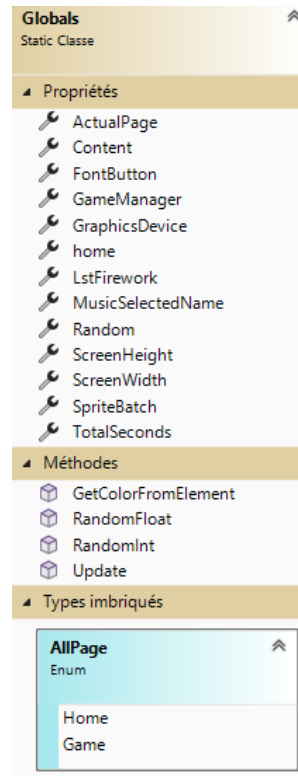 Globals
Static Classe
Propriétés
ActualPage
Content
FontButton
GameManager
GraphicsDevice
home
LstFirework
MusicSelectedName
Random
ScreenHeight
ScreenWidth
SpriteBatch
TotalSeconds
Méthodes
GetColorFromElement
RandomFloat
RandomInt
Update
Types imbriqués
AllPage
Enum
Home
Game